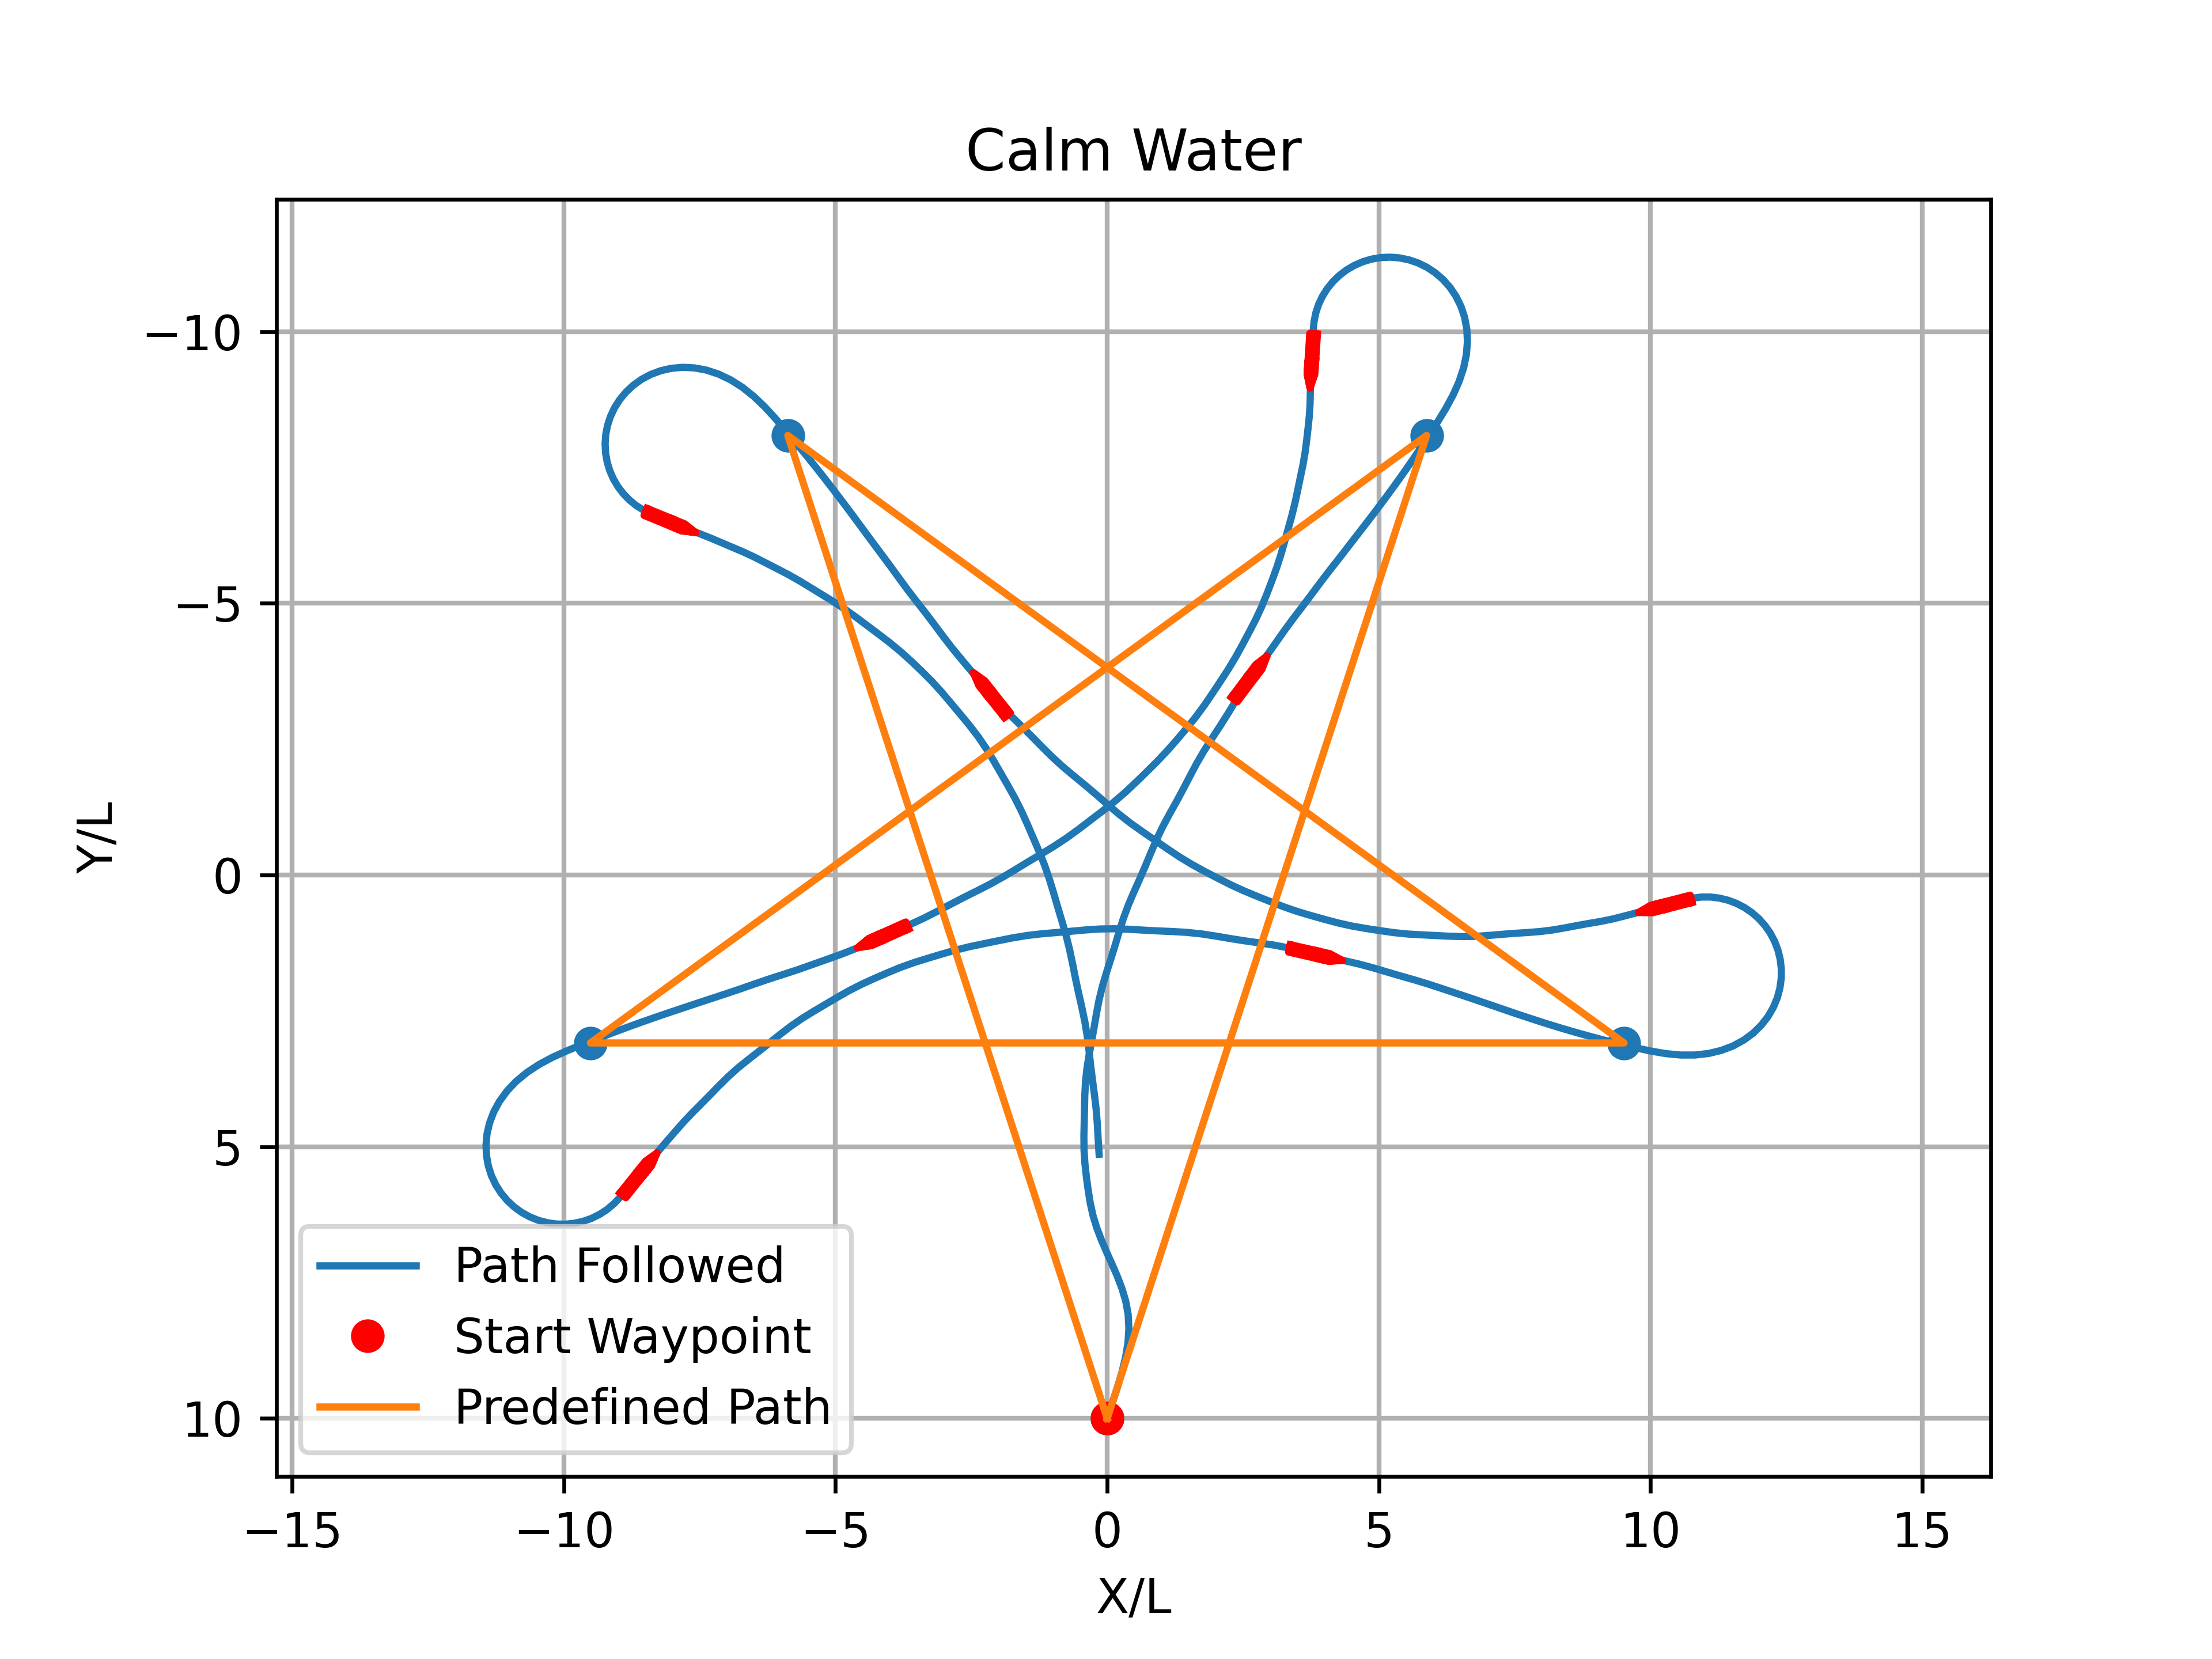 Calm Water
−10
−5
0
5
10
Y/L
Path Followed
Start Waypoint
Predefined Path
−15 −10 −5 0 5 10 15
X/L